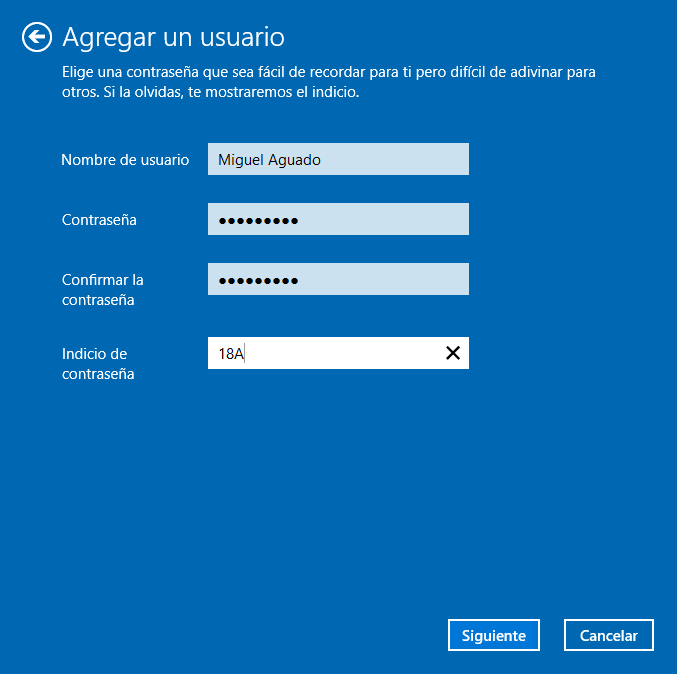 Agregar un usuario
Elige una contraseña que sea fácil de recordar para ti pero difícil de adivinar para
otros. Si la olvidas, te mostraremos el indicio.
Nombre de usuario
Miguel Aguado
Contraseña
●●●●●●●●●
Confirmar la
contraseña
●●●●●●●●●
Indicio de
contraseña
18A
Siguiente
Cancelar